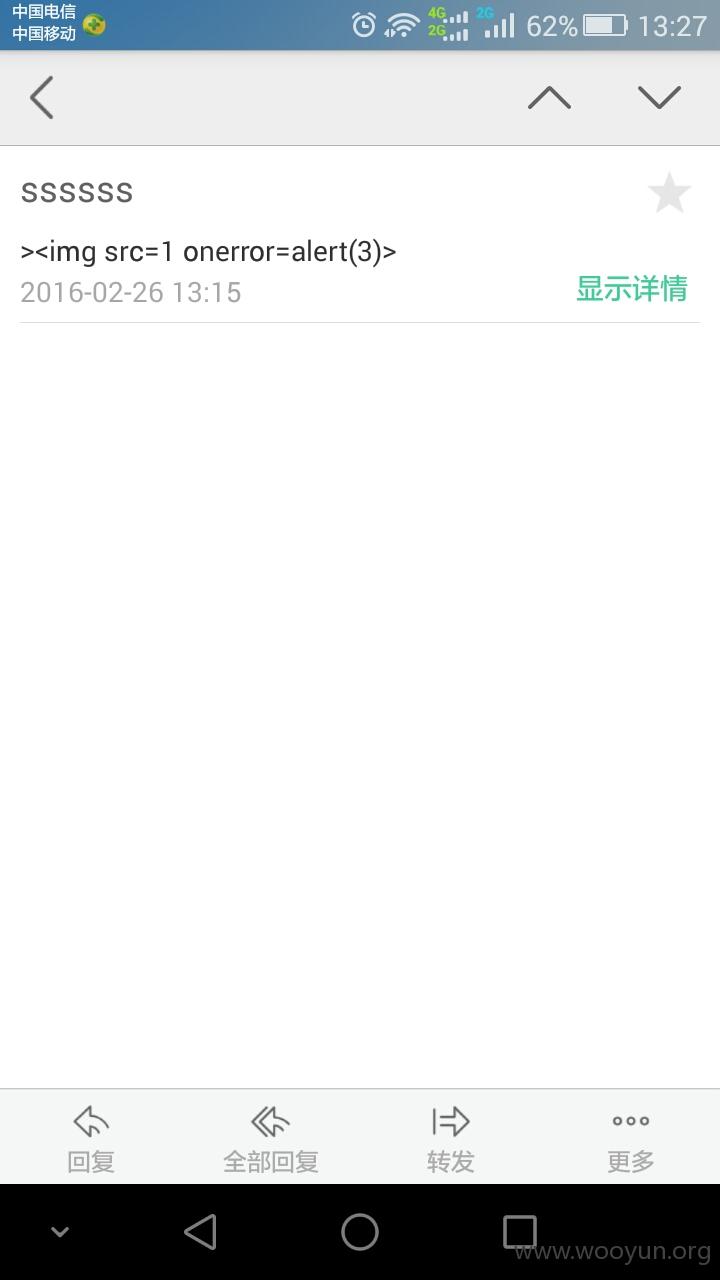 中国电信
中国移动
4G
2G
2G
62%
13:27
ssssss
><img src=1 onerror=alert(3)>
2016-02-26 13:15
显示详情
回复
全部回复
转发
更多
www.wooyun.org